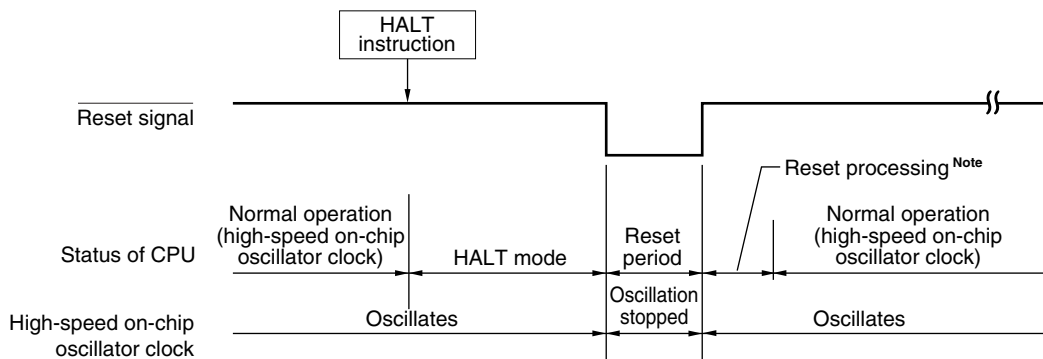 HALT
instruction
Reset signal
Reset processing Note
Status of CPU
Normal operation
(high-speed on-chip
oscillator clock)
HALT mode
Reset
period
Normal operation
(high-speed on-chip
oscillator clock)
High-speed on-chip
oscillator clock
Oscillates
Oscillation
stopped
Oscillates